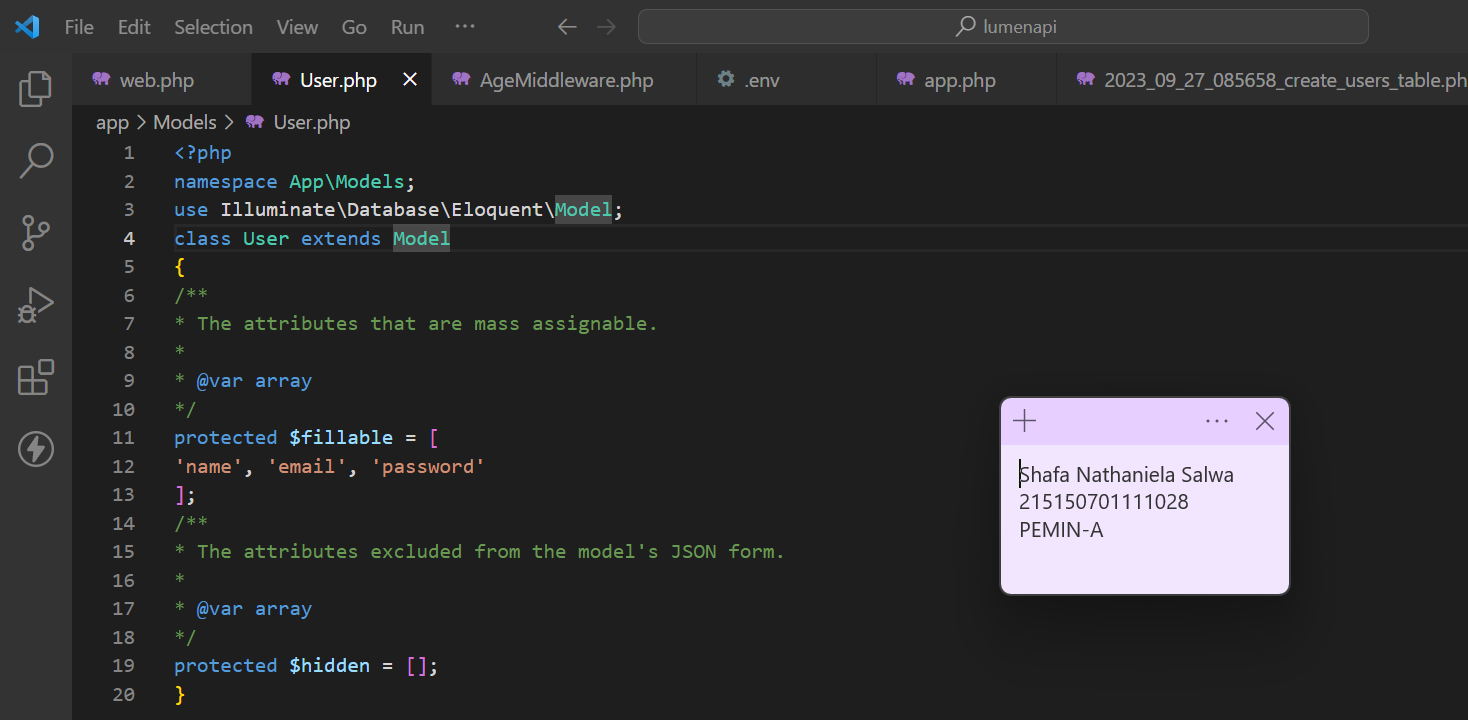 File Edit Selection View Go Run ··· lumenapi
web.php User.php AgeMiddleware.php .env app.php 2023_09_27_085658_create_users_table.ph
app > Models > User.php
1 <?php
2 namespace App\Models;
3 use Illuminate\Database\Eloquent\Model;
4 class User extends Model
5 {
6 /**
7 * The attributes that are mass assignable.
8 *
9 * @var array
10 */
11 protected $fillable = [
12 'name', 'email', 'password'
13 ];
14 /**
15 * The attributes excluded from the model's JSON form.
16 *
17 * @var array
18 */
19 protected $hidden = [];
20 }
Shafa Nathaniela Salwa
215150701111028
PEMIN-A